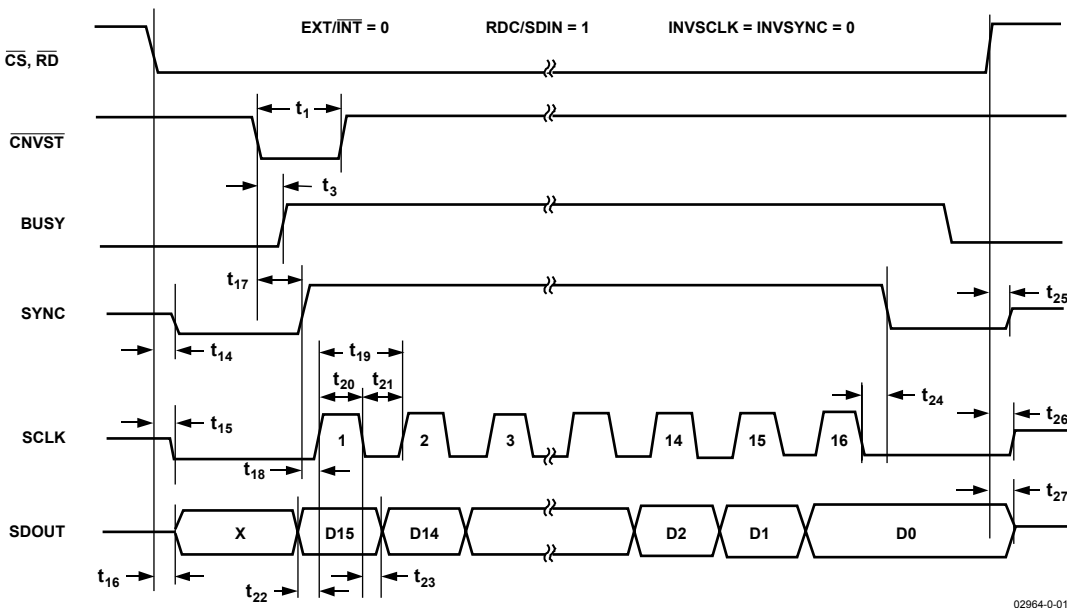 EXT/INT = 0 RDC/SDIN = 1 INVSCLK = INVSYNC = 0
CS, RD
t1
CNVST
t3
BUSY
t17
SYNC
t25
t14
t19
t20 t21
t24
t15
t26
SCLK
1 2 3 14 15 16
t18
t27
SDOUT
X D15 D14 D2 D1 D0
t16
t22
t23
02964-0-01